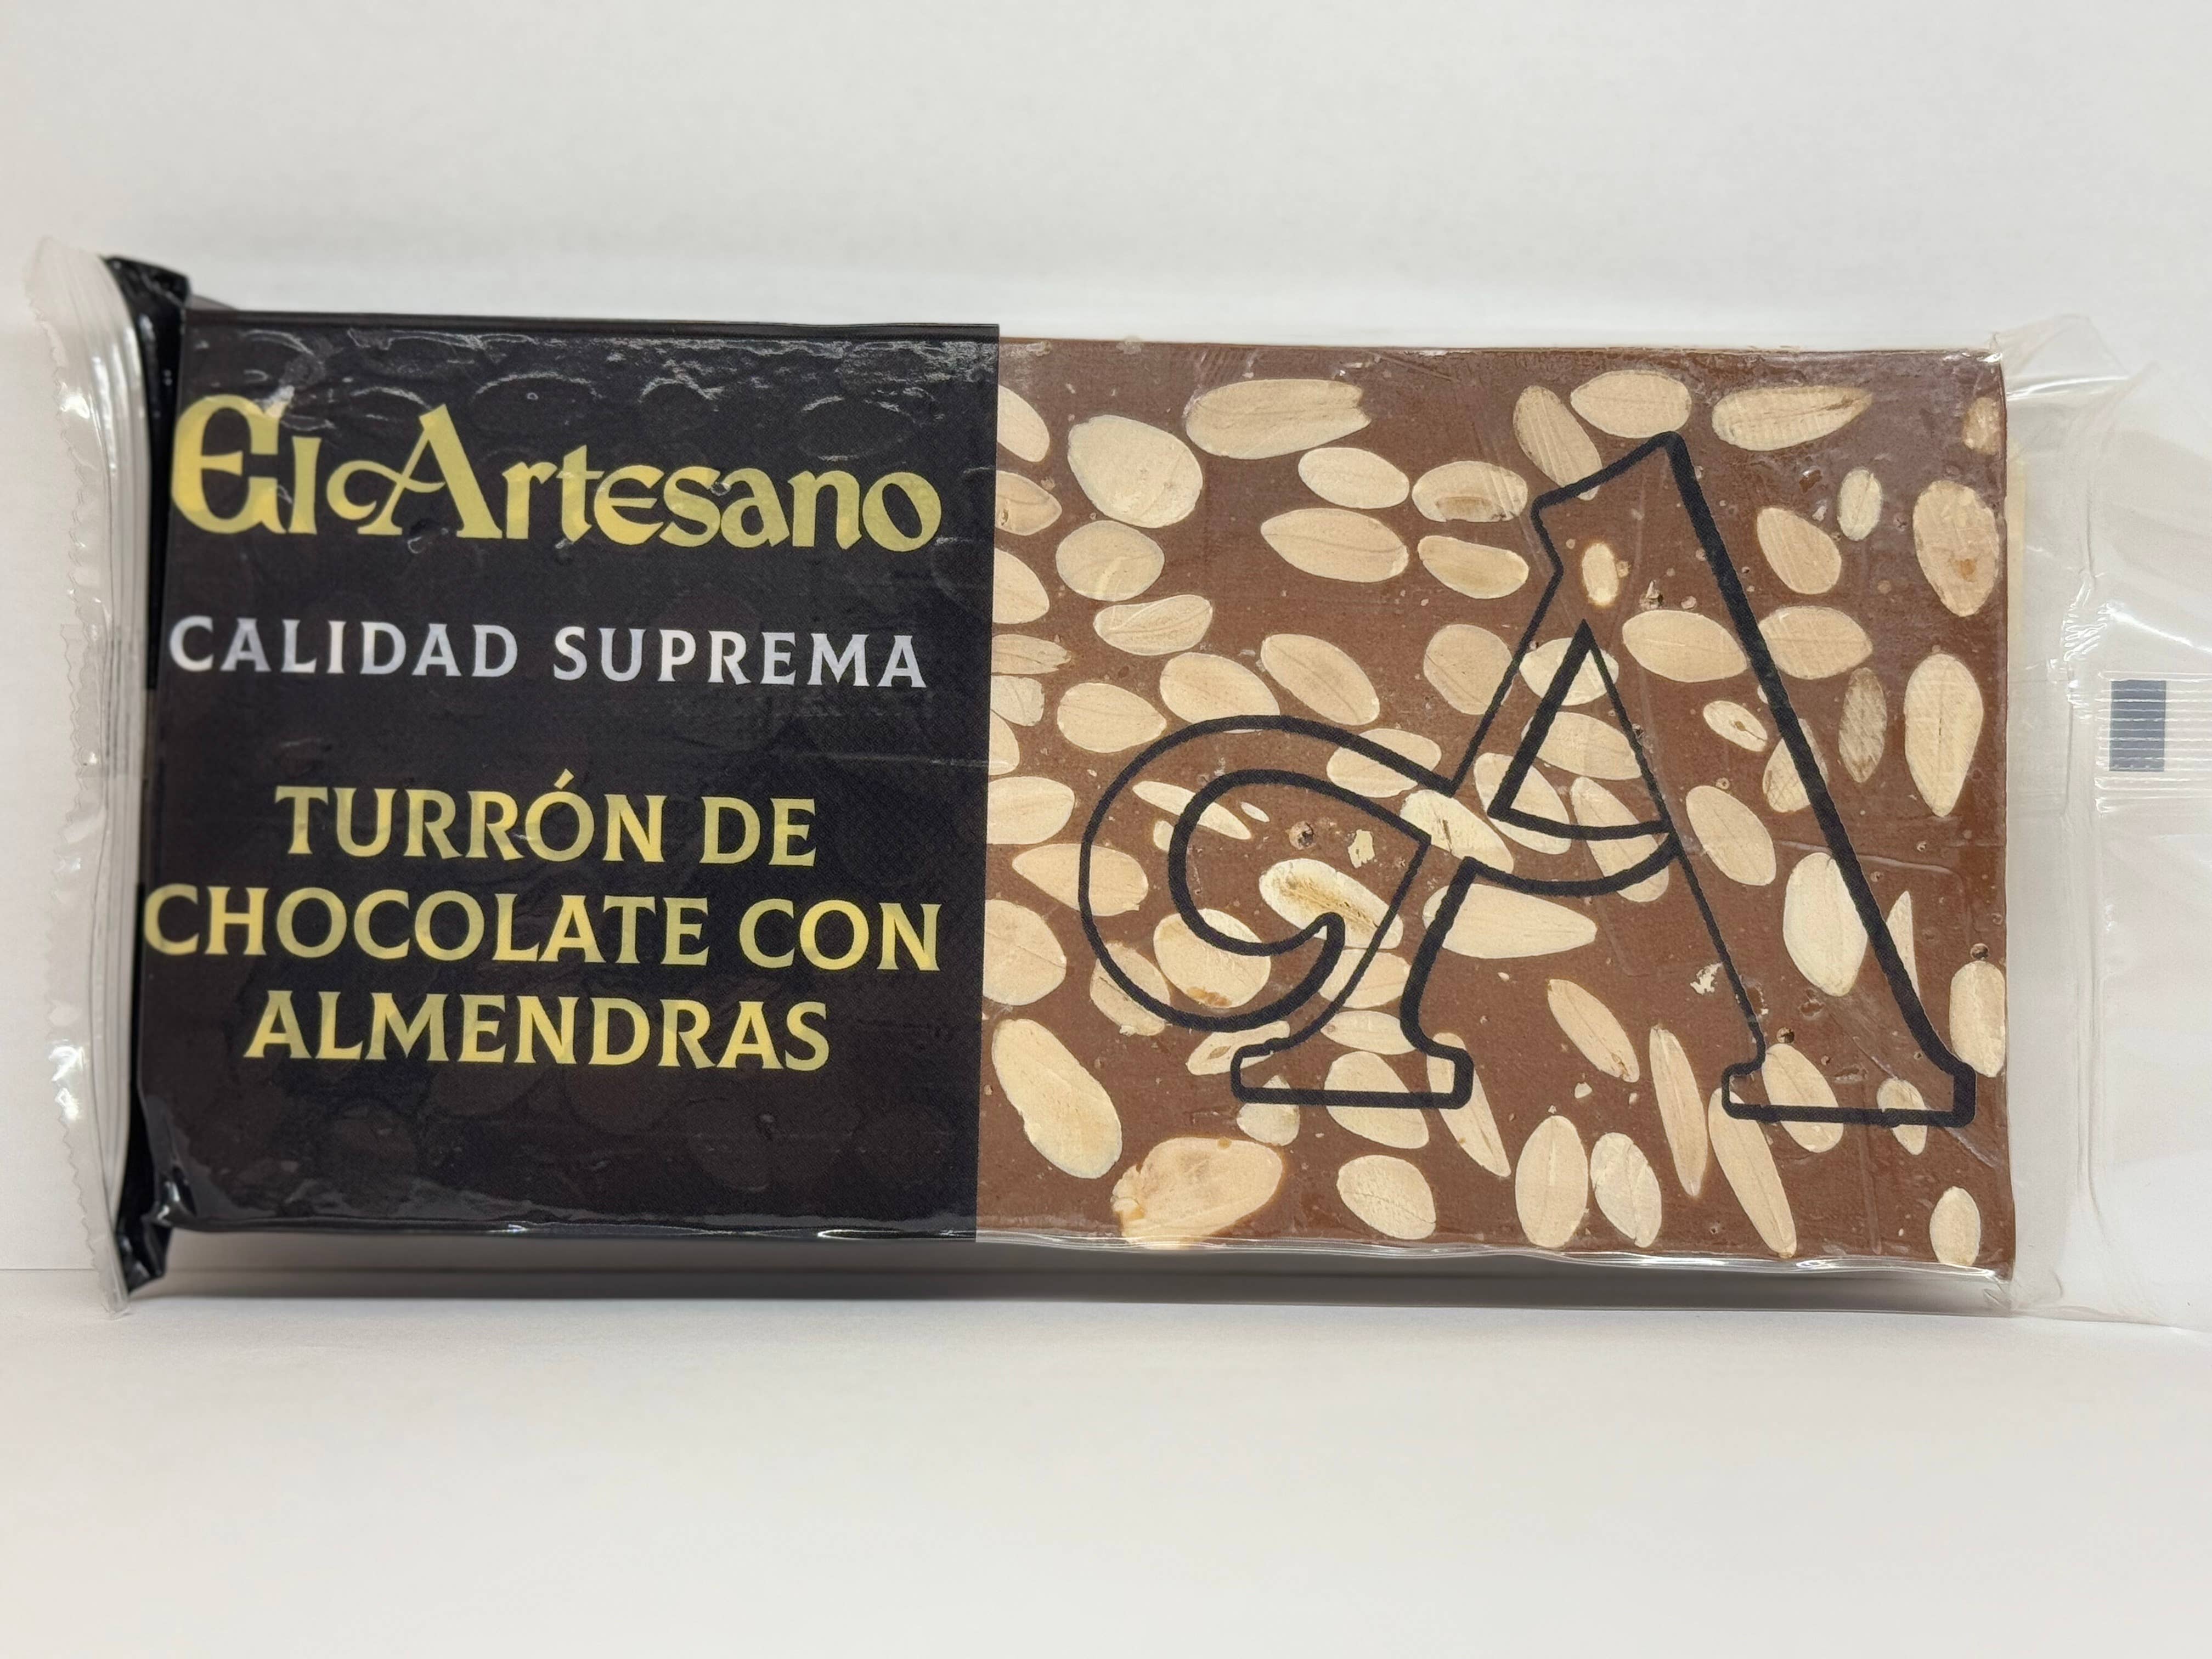 El Artesano
CALIDAD SUPREMA
TURRÓN DE
CHOCOLATE CON
ALMENDRAS
A